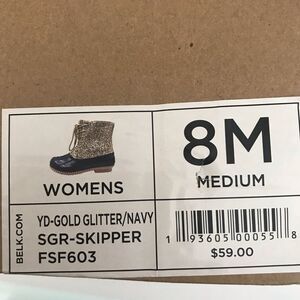 WOMENS
8M
MEDIUM
BELK.COM
YD-GOLD GLITTER/NAVY
SGR-SKIPPER
FSF603
1 93605 00055 8
$59.00